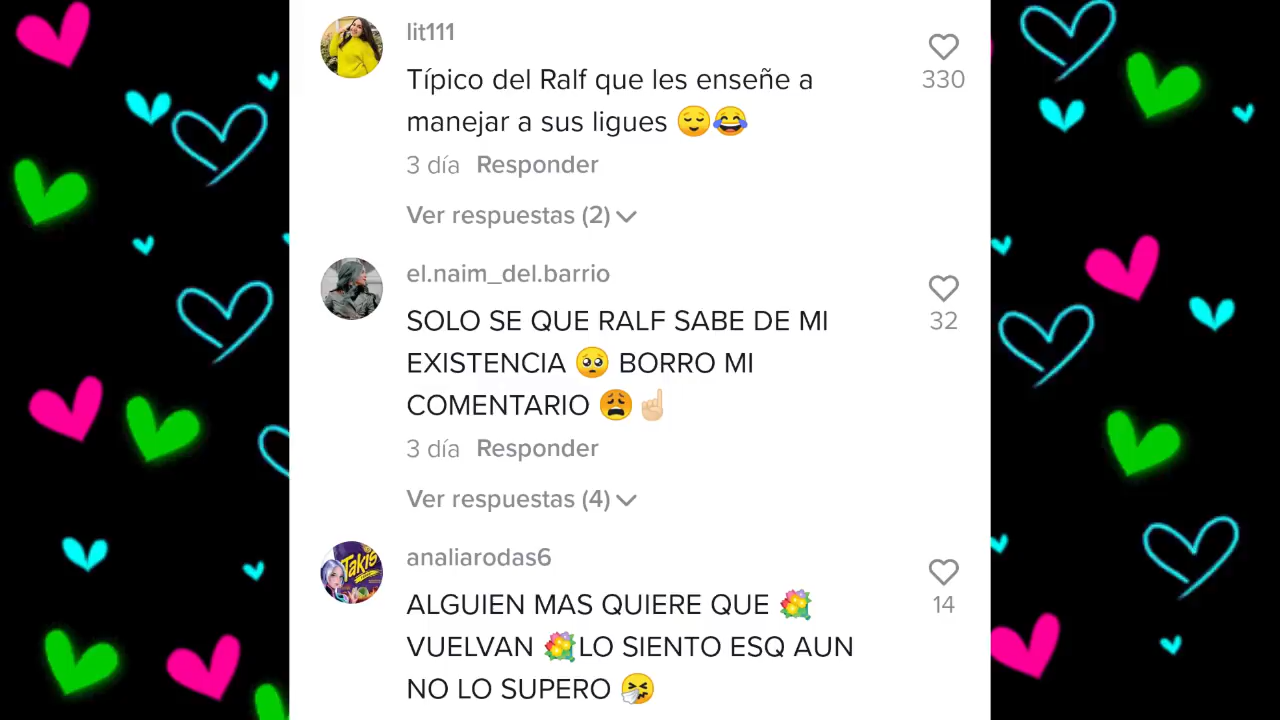 lit111
330
Típico del Ralf que les enseñe a
manejar a sus ligues 😌😂
3 día Responder
Ver respuestas (2)
el.naim_del.barrio
32
SOLO SE QUE RALF SABE DE MI
EXISTENCIA 🥺 BORRO MI
COMENTARIO 😩☝🏼
3 día Responder
Ver respuestas (4)
Takis
analiarodas6
14
ALGUIEN MAS QUIERE QUE 💐
VUELVAN 💐LO SIENTO ESQ AUN
NO LO SUPERO 🤧